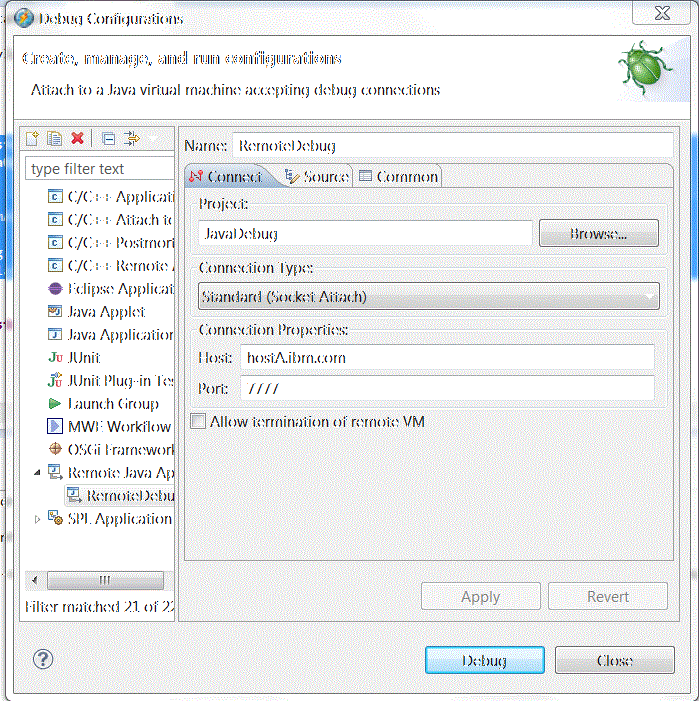 Debug Configurations
Create, manage, and run configurations
Attach to a Java virtual machine accepting debug connections
type filter text
C/C++ Applicati
C/C++ Attach to
C/C++ Postmor
C/C++ Remote A
Eclipse Applicat
Java Applet
Java Application
JUnit
JUnit Plug-in Tes
Launch Group
MWE Workflow
OSGi Framework
Remote Java Ap
RemoteDebu
SPL Application
Filter matched 21 of 22
Name: RemoteDebug
Connect Source Common
Project:
JavaDebug
Browse...
Connection Type:
Standard (Socket Attach)
Connection Properties:
Host: hostA.ibm.com
Port: 7777
Allow termination of remote VM
Apply Revert
Debug Close